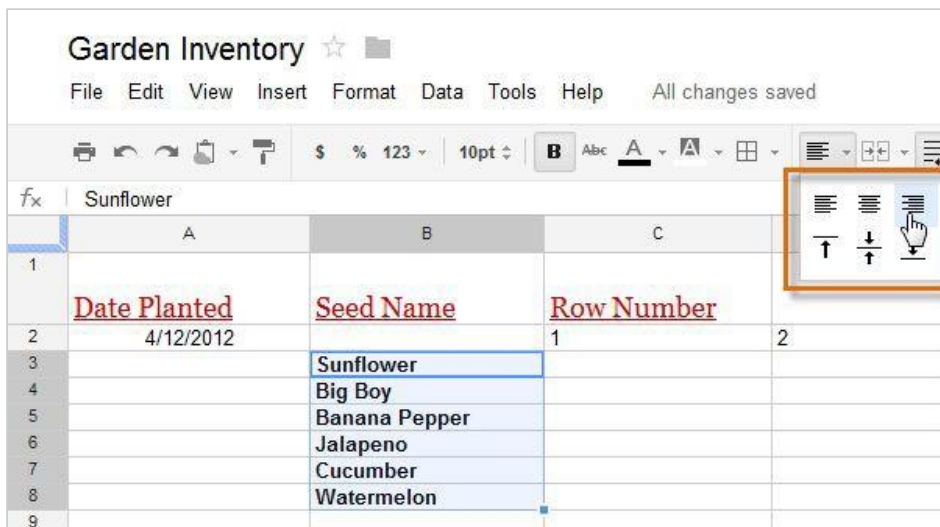 Garden Inventory
File Edit View Insert Format Data Tools Help All changes saved
$ % 123 10pt B Abc A A
fx Sunflower
A B C
1
Date Planted Seed Name Row Number
2 4/12/2012 1 2
3 Sunflower
4 Big Boy
5 Banana Pepper
6 Jalapeno
7 Cucumber
8 Watermelon
9